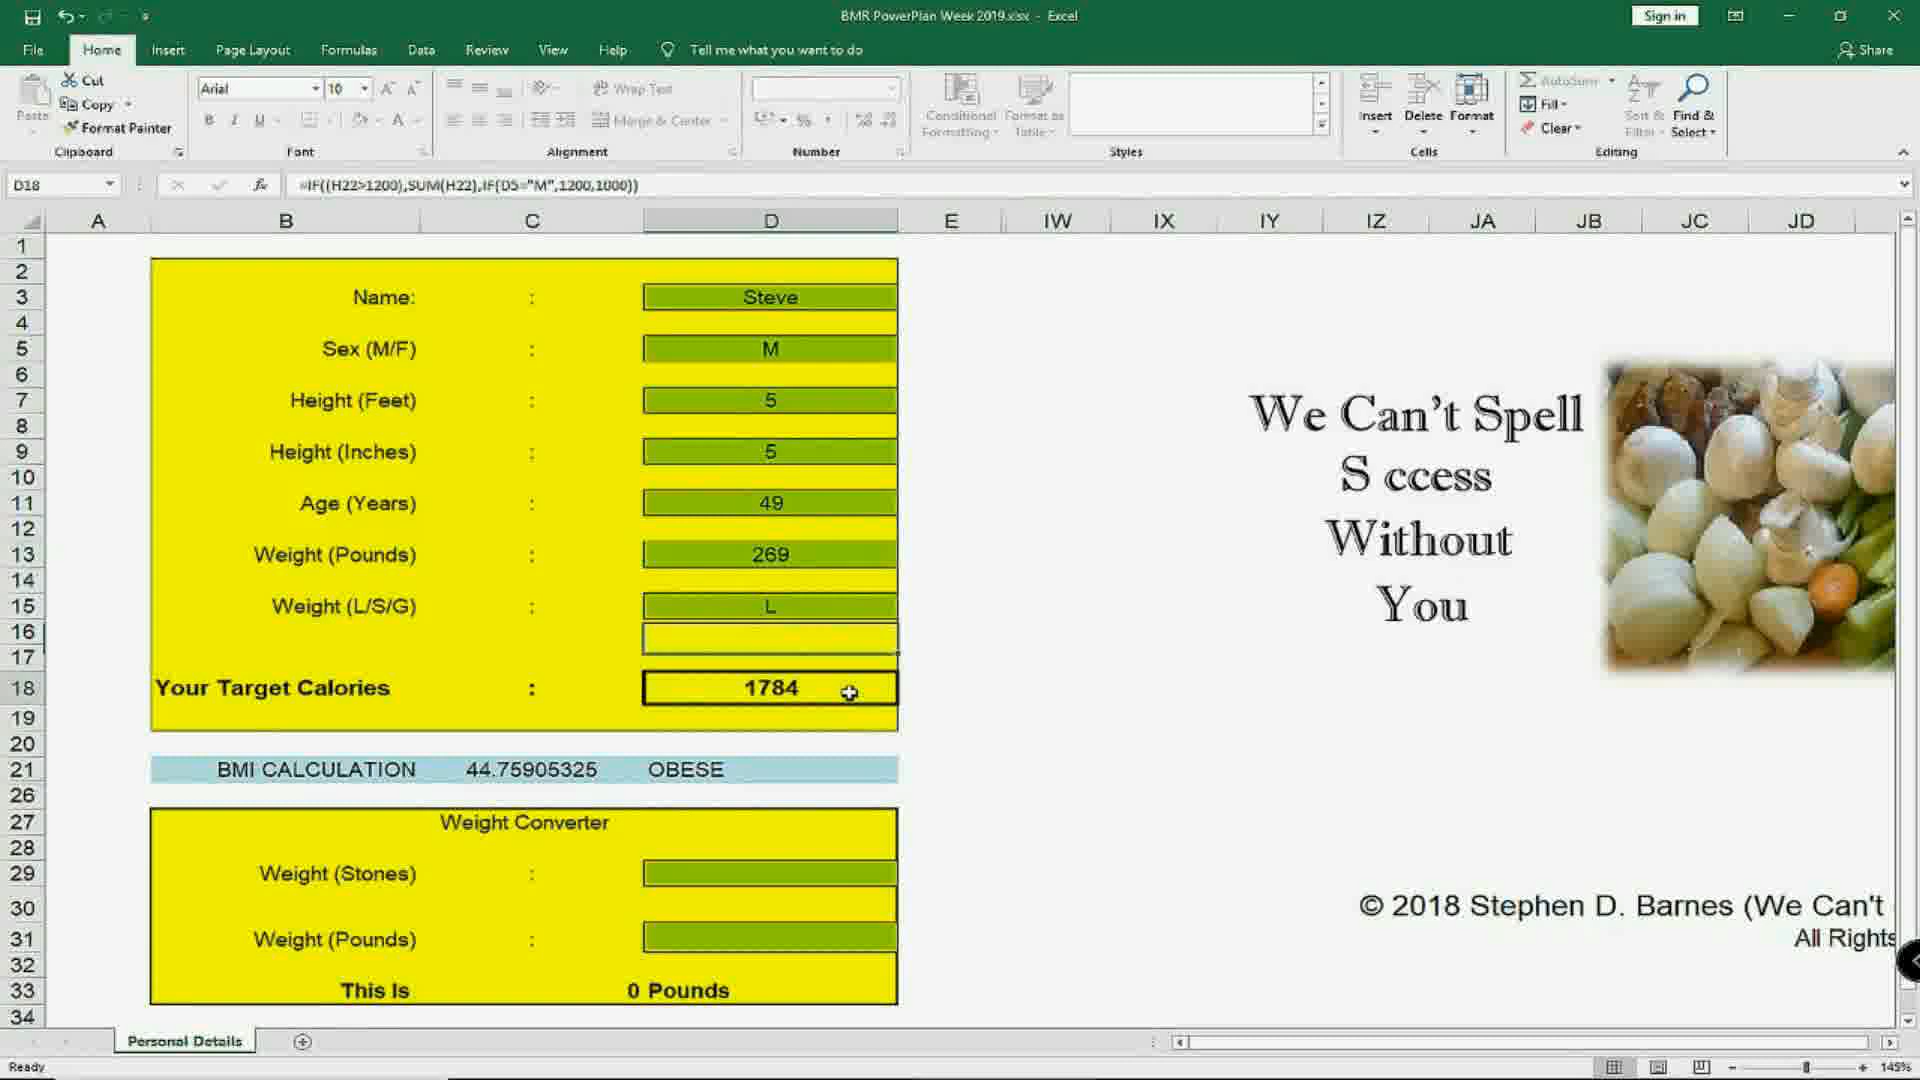 BMR PowerPlan Week 2019.xlsx - Excel
Sign in
File Home Insert Page Layout Formulas Data Review View Help Tell me what you want to do Share
Paste
Cut
Copy
Format Painter
Clipboard
Arial 10
B I U
Font
Wrap Text
Merge & Center
Alignment
%
Number
Conditional Formatting
Format as Table
Styles
Insert Delete Format
Cells
AutoSum
Fill
Clear
Sort & Filter
Find & Select
Editing
D18 fx =IF((H22>1200),SUM(H22),IF(D5="M",1200,1000))
A B C D E IW IX IY IZ JA JB JC JD
1
2
3 Name: : Steve
4
5 Sex (M/F) : M
6
7 Height (Feet) : 5
8
9 Height (Inches) : 5
10
11 Age (Years) : 49
12
13 Weight (Pounds) : 269
14
15 Weight (L/S/G) : L
16
17
18 Your Target Calories : 1784
19
20
21 BMI CALCULATION 44.75905325 OBESE
26
27 Weight Converter
28
29 Weight (Stones) :
30
31 Weight (Pounds) :
32
33 This Is 0 Pounds
34
We Can't Spell
S ccess
Without
You
© 2018 Stephen D. Barnes (We Can't
All Rights
Personal Details
Ready
145%